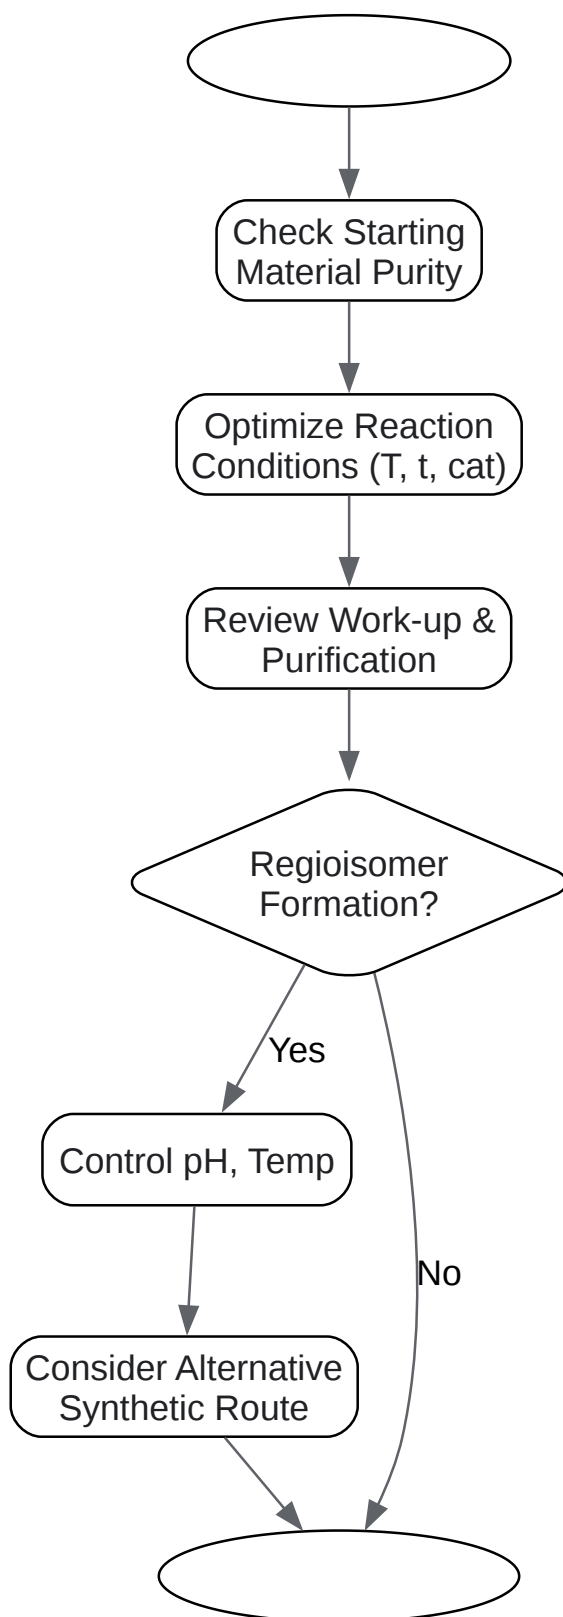 Check Starting
Material Purity
Optimize Reaction
Conditions (T, t, cat)
Review Work-up &
Purification
Regioisomer
Formation?
Yes
Control pH, Temp
No
Consider Alternative
Synthetic Route